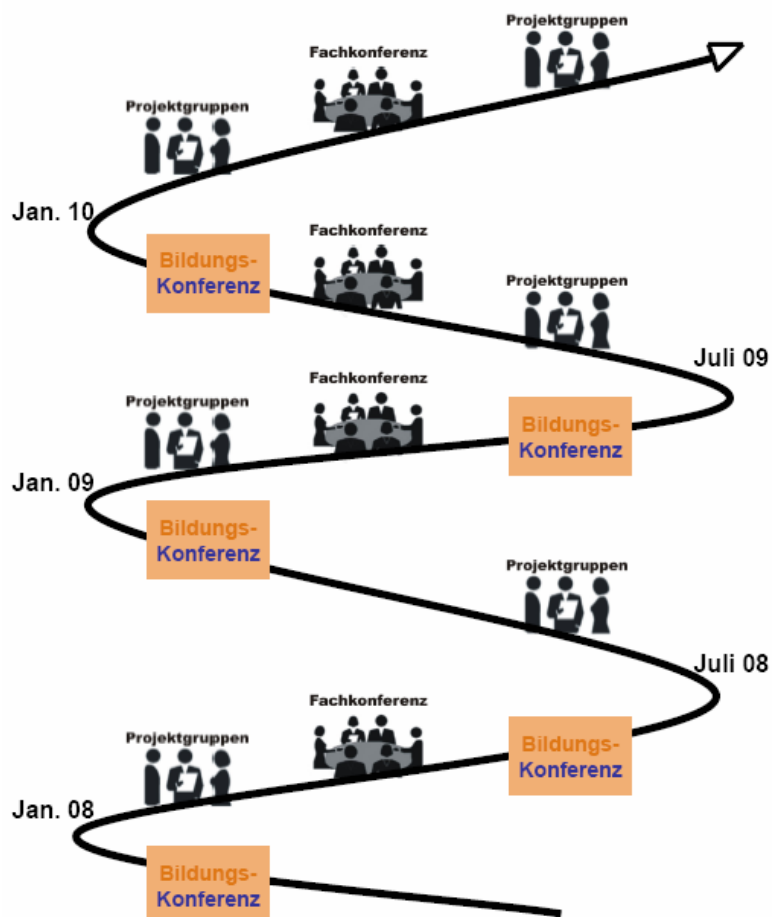 Projektgruppen
Fachkonferenz
Projektgruppen
Jan. 10
Bildungs-
Konferenz
Fachkonferenz
Projektgruppen
Juli 09
Projektgruppen
Fachkonferenz
Bildungs-
Konferenz
Jan. 09
Bildungs-
Konferenz
Projektgruppen
Juli 08
Projektgruppen
Fachkonferenz
Bildungs-
Konferenz
Jan. 08
Bildungs-
Konferenz